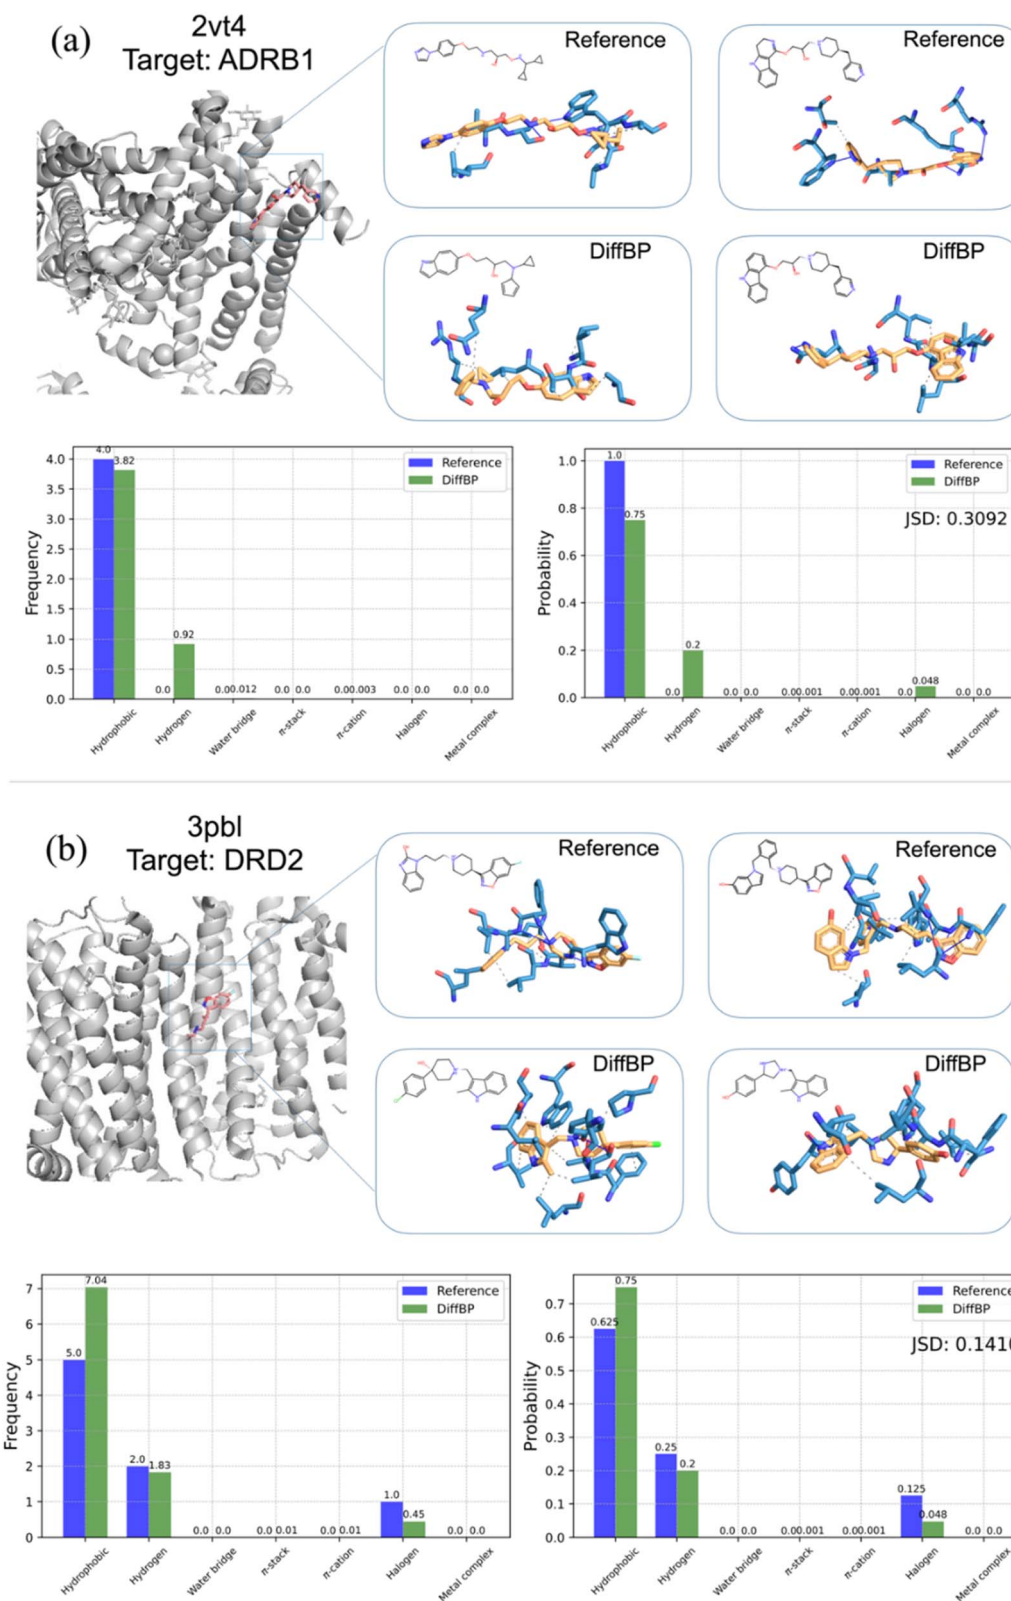 (a)
2vt4
Target: ADRB1
Reference
Reference
DiffBP
DiffBP
Frequency
4.0
3.5
3.0
2.5
2.0
1.5
1.0
0.5
0.0
4.0
3.82
0.0
0.92
0.0
0.012
0.0
0.0
0.0
0.003
0.0
0.0
0.0
0.0
Reference
DiffBP
Hydrophobic
Hydrogen
Water bridge
π-stack
π-cation
Halogen
Metal complex
Probability
1.0
0.8
0.6
0.4
0.2
0.0
1.0
0.75
0.0
0.2
0.0
0.0
0.0
0.001
0.0
0.001
0.0
0.048
0.0
0.0
Reference
DiffBP
JSD: 0.3092
Hydrophobic
Hydrogen
Water bridge
π-stack
π-cation
Halogen
Metal complex
(b)
3pbl
Target: DRD2
Reference
Reference
DiffBP
DiffBP
Frequency
7
6
5
4
3
2
1
0
5.0
7.04
2.0
1.83
0.0
0.0
0.0
0.01
0.0
0.01
1.0
0.45
0.0
0.0
Reference
DiffBP
Hydrophobic
Hydrogen
Water bridge
π-stack
π-cation
Halogen
Metal complex
Probability
0.7
0.6
0.5
0.4
0.3
0.2
0.1
0.0
0.625
0.75
0.25
0.2
0.0
0.0
0.0
0.001
0.0
0.001
0.125
0.048
0.0
0.0
Reference
DiffBP
JSD: 0.1410
Hydrophobic
Hydrogen
Water bridge
π-stack
π-cation
Halogen
Metal complex